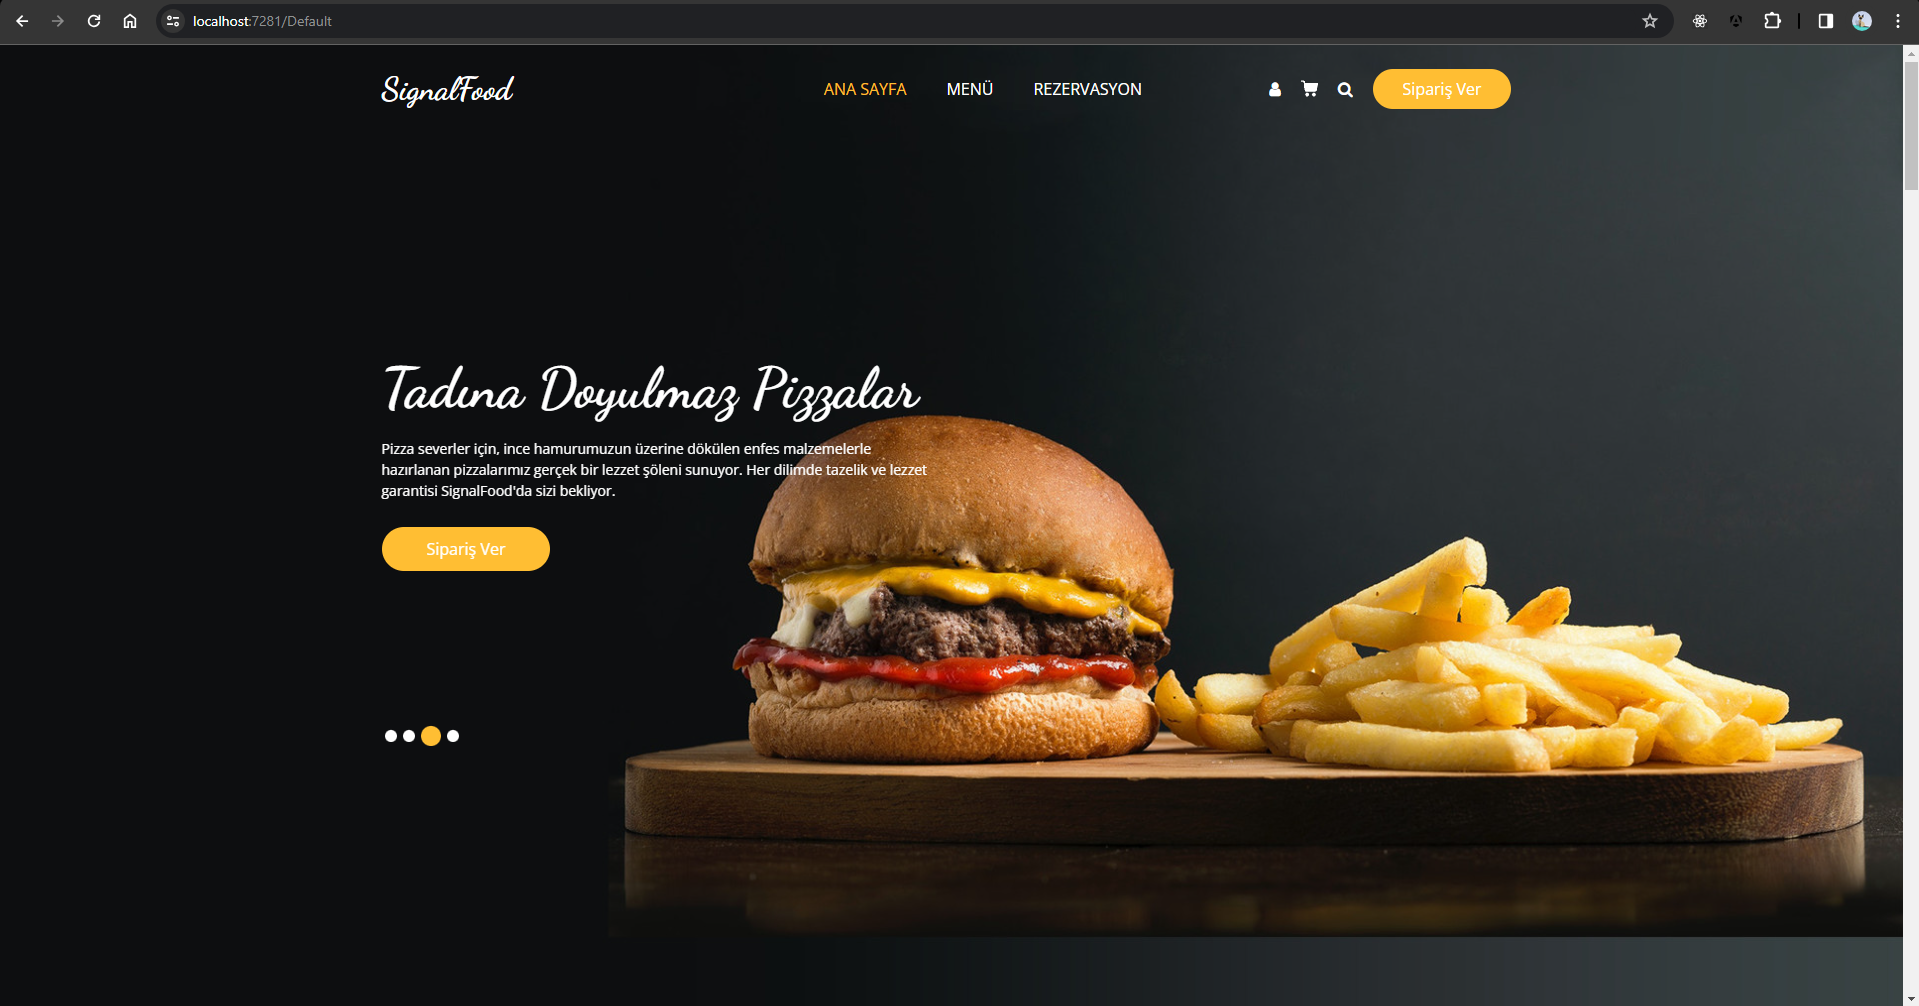 localhost:7281/Default
SignalFood
ANA SAYFA
MENÜ
REZERVASYON
Sipariş Ver
Tadına Doyulmaz Pizzalar
Pizza severler için, ince hamurumuzun üzerine dökülen enfes malzemelerle
hazırlanan pizzalarımız gerçek bir lezzet şöleni sunuyor. Her dilimde tazelik ve lezzet
garantisi SignalFood'da sizi bekliyor.
Sipariş Ver